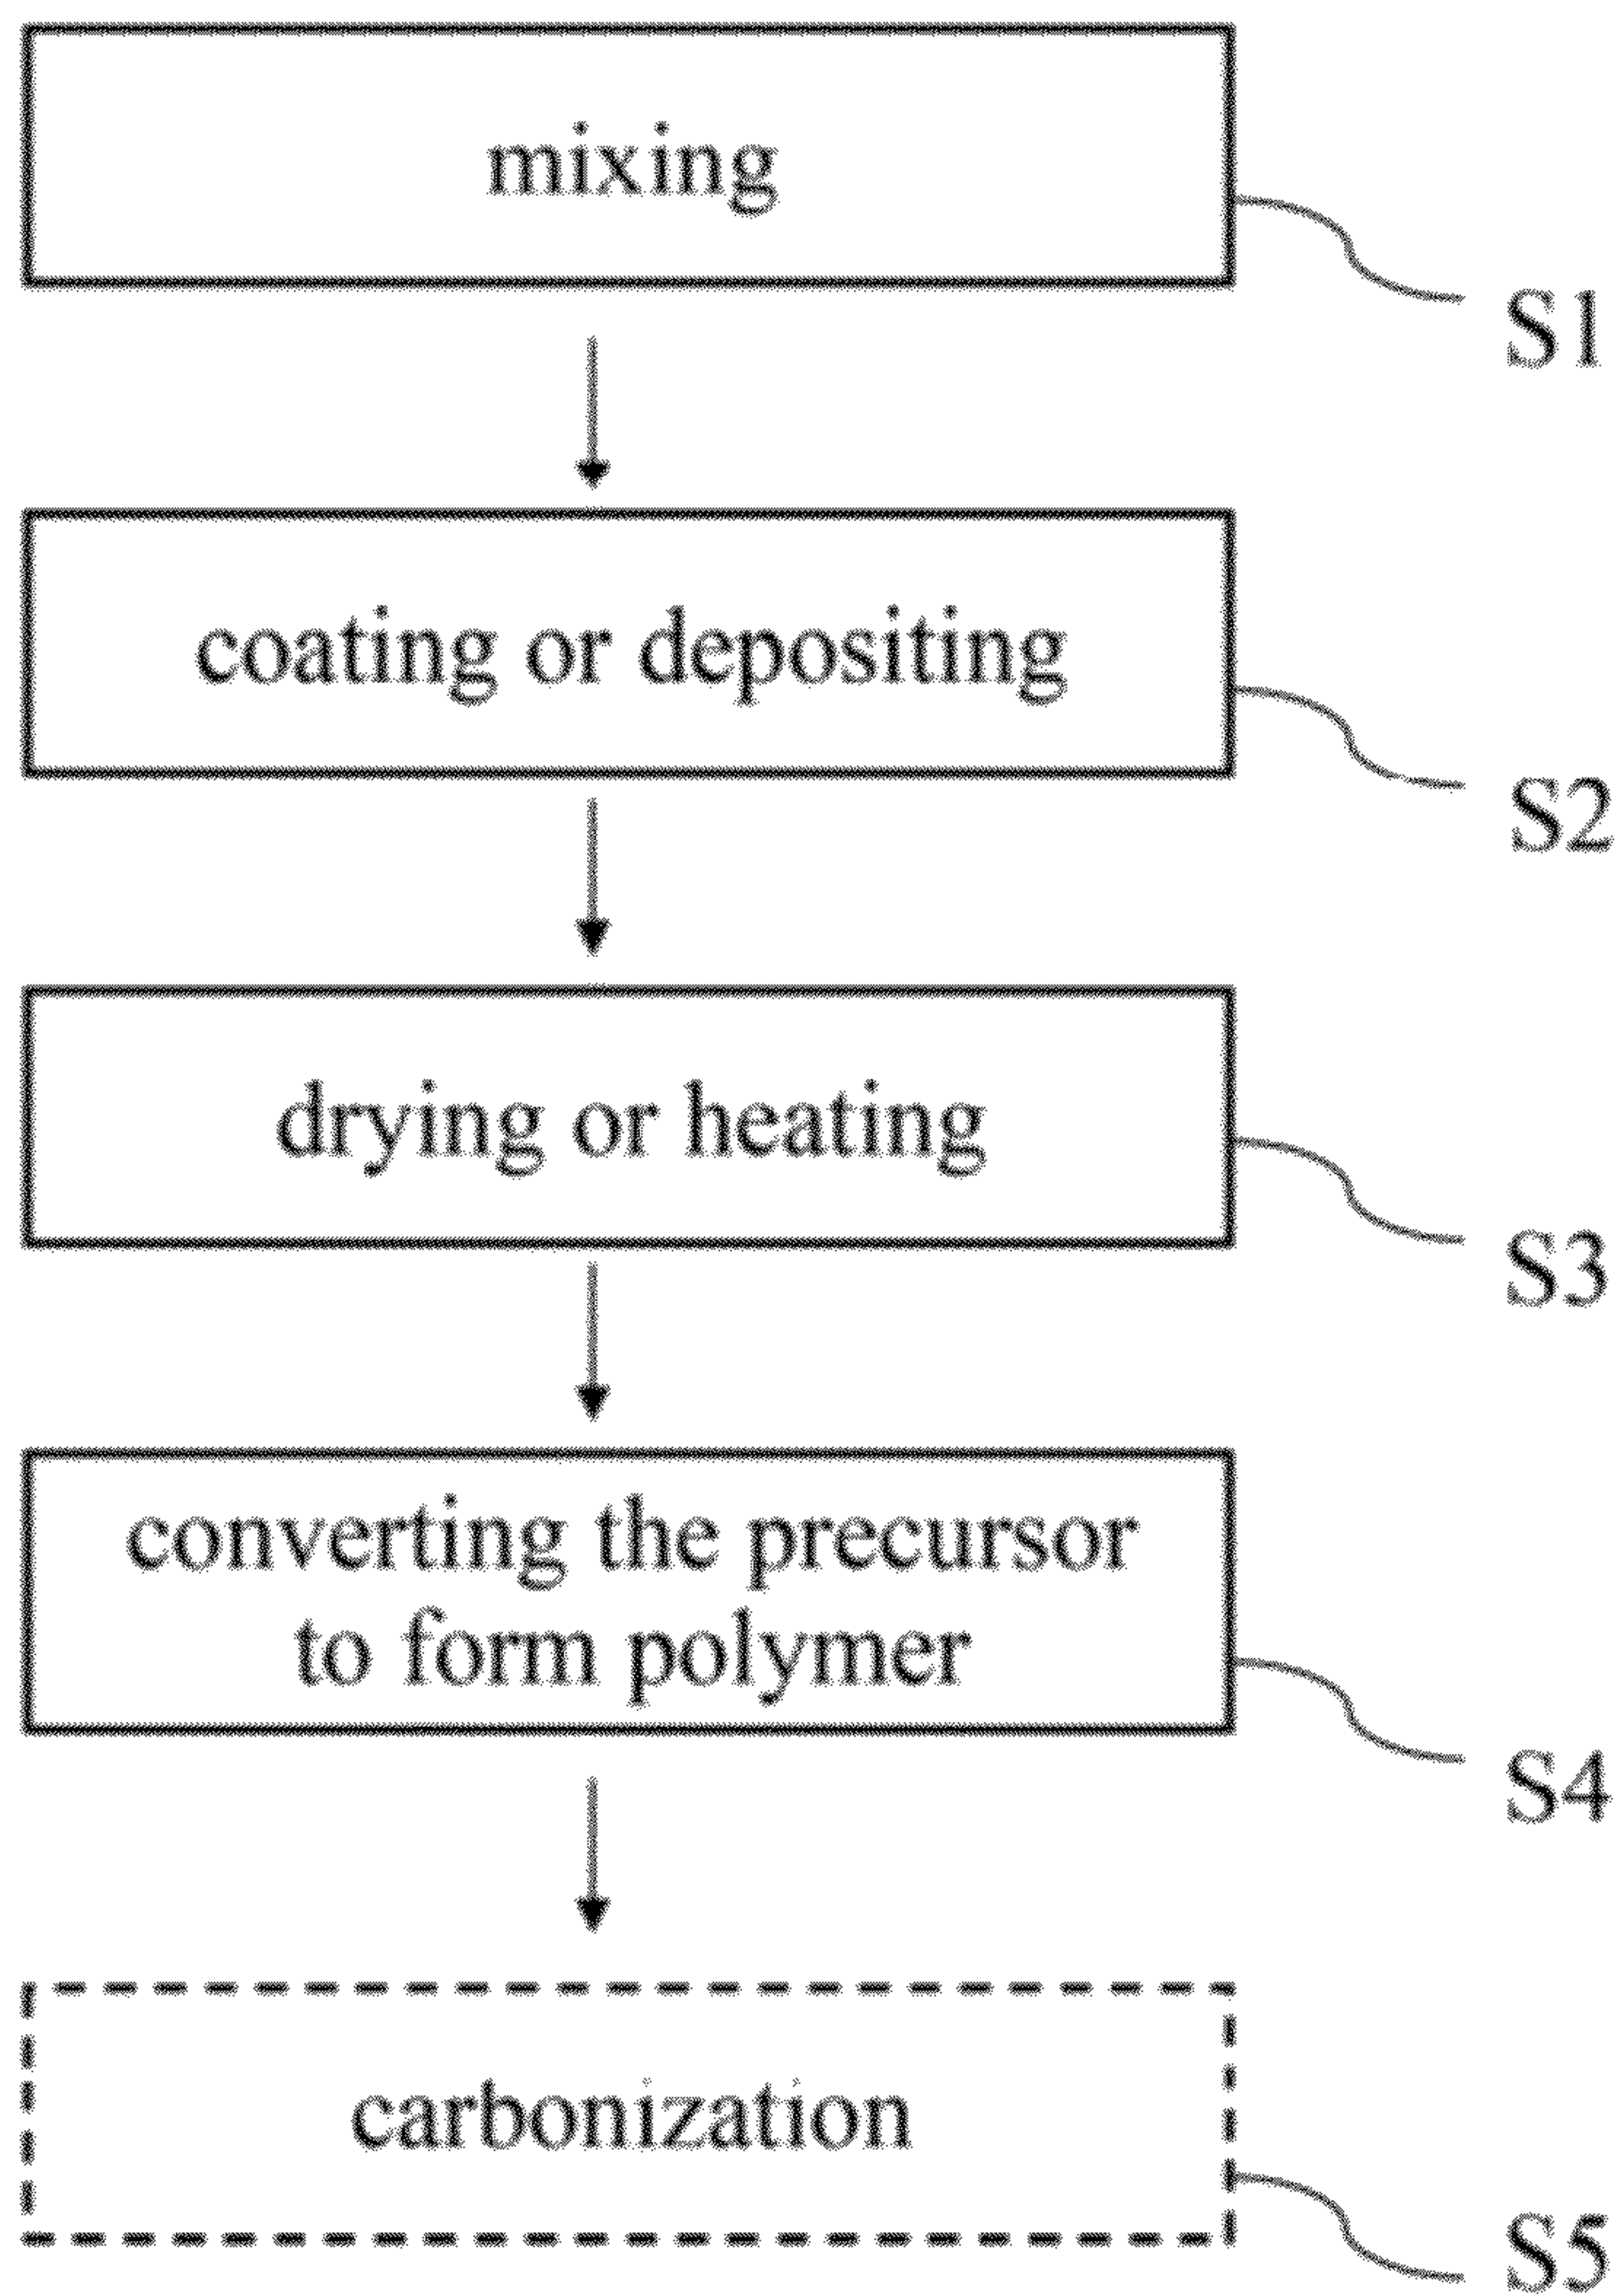 mixing
S1
coating or depositing
S2
drying or heating
S3
converting the precursor
to form polymer
S4
carbonization
S5